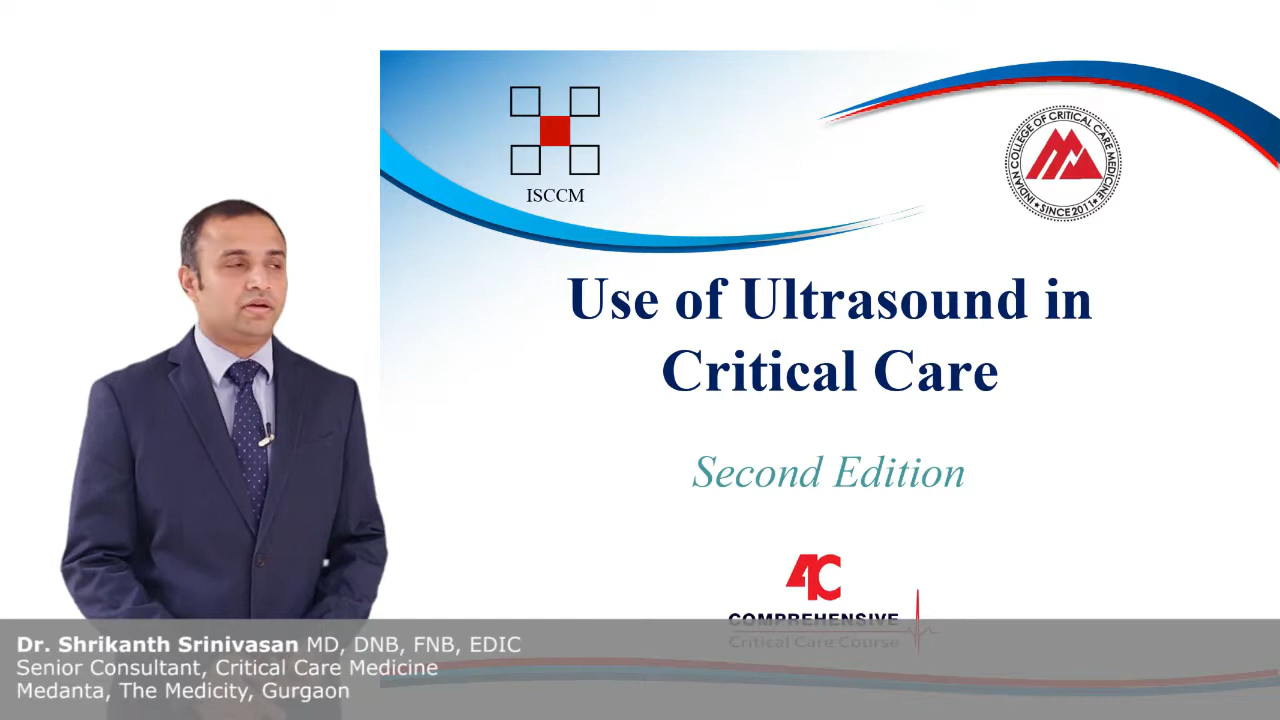 ISCCM
INDIAN COLLEGE OF CRITICAL CARE MEDICINE
★ SINCE 2011 ★
Use of Ultrasound in
Critical Care
Second Edition
4C
COMPREHENSIVE
Critical Care Course
Dr. Shrikanth Srinivasan MD, DNB, FNB, EDIC
Senior Consultant, Critical Care Medicine
Medanta, The Medicity, Gurgaon